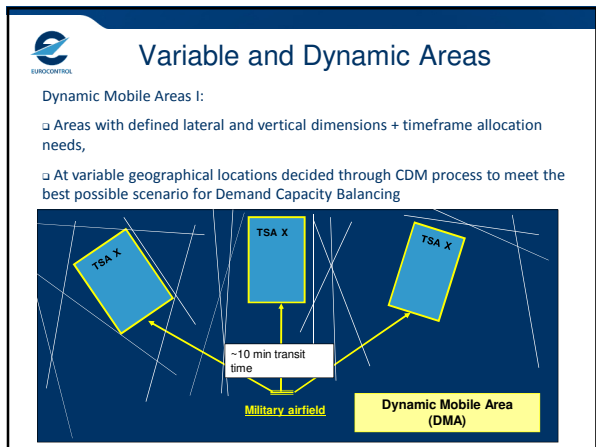 EUROCONTROL
Variable and Dynamic Areas
Dynamic Mobile Areas I:
▫ Areas with defined lateral and vertical dimensions + timeframe allocation
needs,
▫ At variable geographical locations decided through CDM process to meet the
best possible scenario for Demand Capacity Balancing
TSA X
TSA X
TSA X
~10 min transit
time
Military airfield
Dynamic Mobile Area
(DMA)